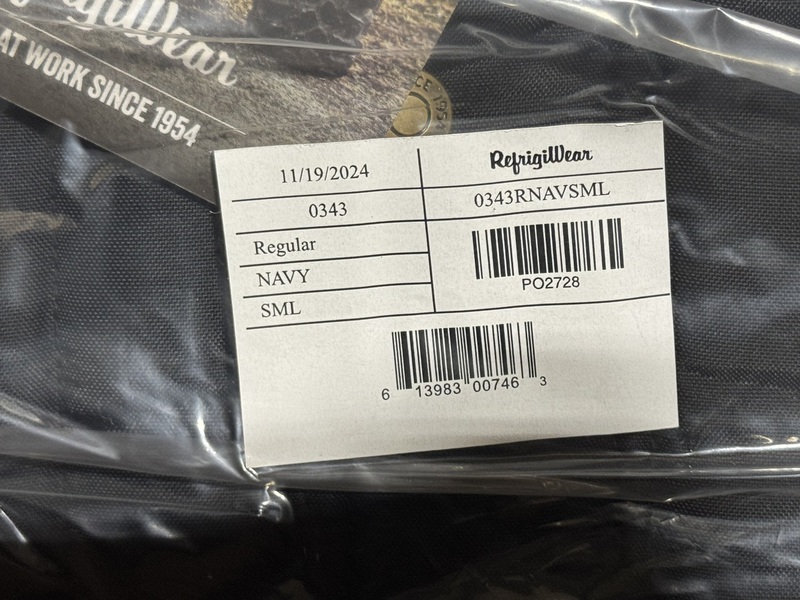 RefrigiWear
AT WORK SINCE 1954
11/19/2024
RefrigiWear
0343
0343RNAVSML
Regular
NAVY
SML
PO2728
6 13983 00746 3